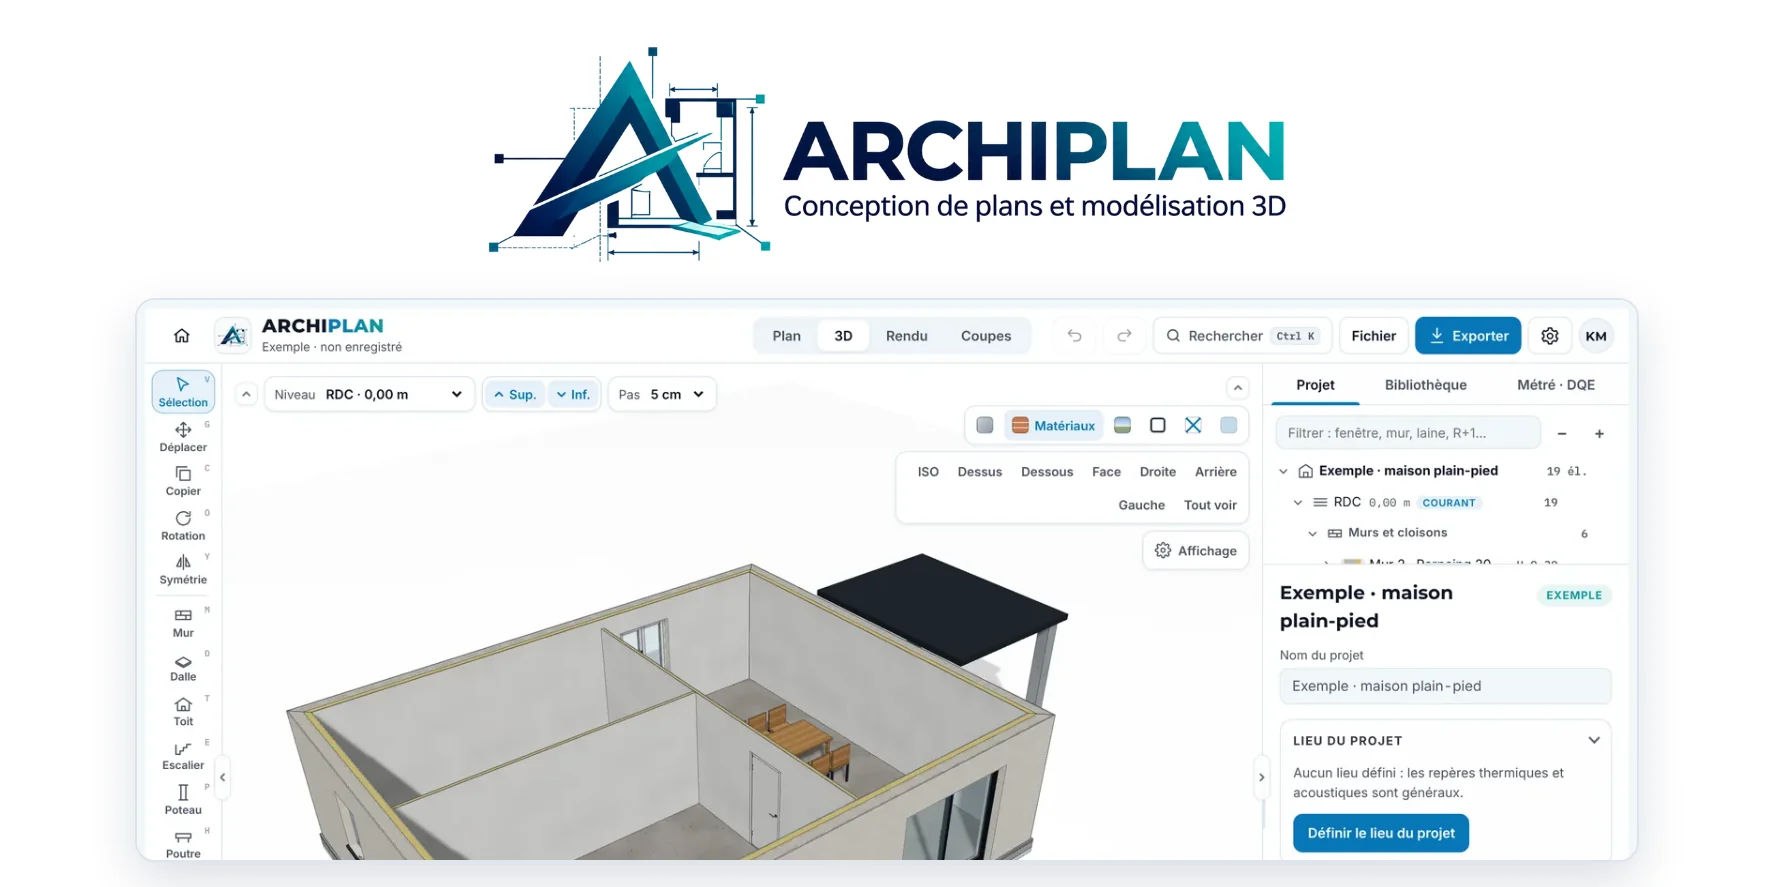 ARCHIPLAN
Conception de plans et modélisation 3D
ARCHIPLAN
Exemple · non enregistré
Plan 3D Rendu Coupes
Rechercher Ctrl K
Fichier
Exporter
KM
Sélection V
Déplacer G
Copier C
Rotation O
Symétrie Y
Mur M
Dalle D
Toit T
Escalier E
Poteau P
Poutre H
Niveau RDC · 0,00 m
Sup. Inf.
Pas 5 cm
Matériaux
ISO Dessus Dessous Face Droite Arrière
Gauche Tout voir
Affichage
Projet Bibliothèque Métré · DQE
Filtrer : fenêtre, mur, laine, R+1...
Exemple · maison plain-pied 19 él.
RDC 0,00 m COURANT 19
Murs et cloisons 6
Exemple · maison
plain-pied
EXEMPLE
Nom du projet
Exemple · maison plain-pied
LIEU DU PROJET
Aucun lieu défini : les repères thermiques et
acoustiques sont généraux.
Définir le lieu du projet